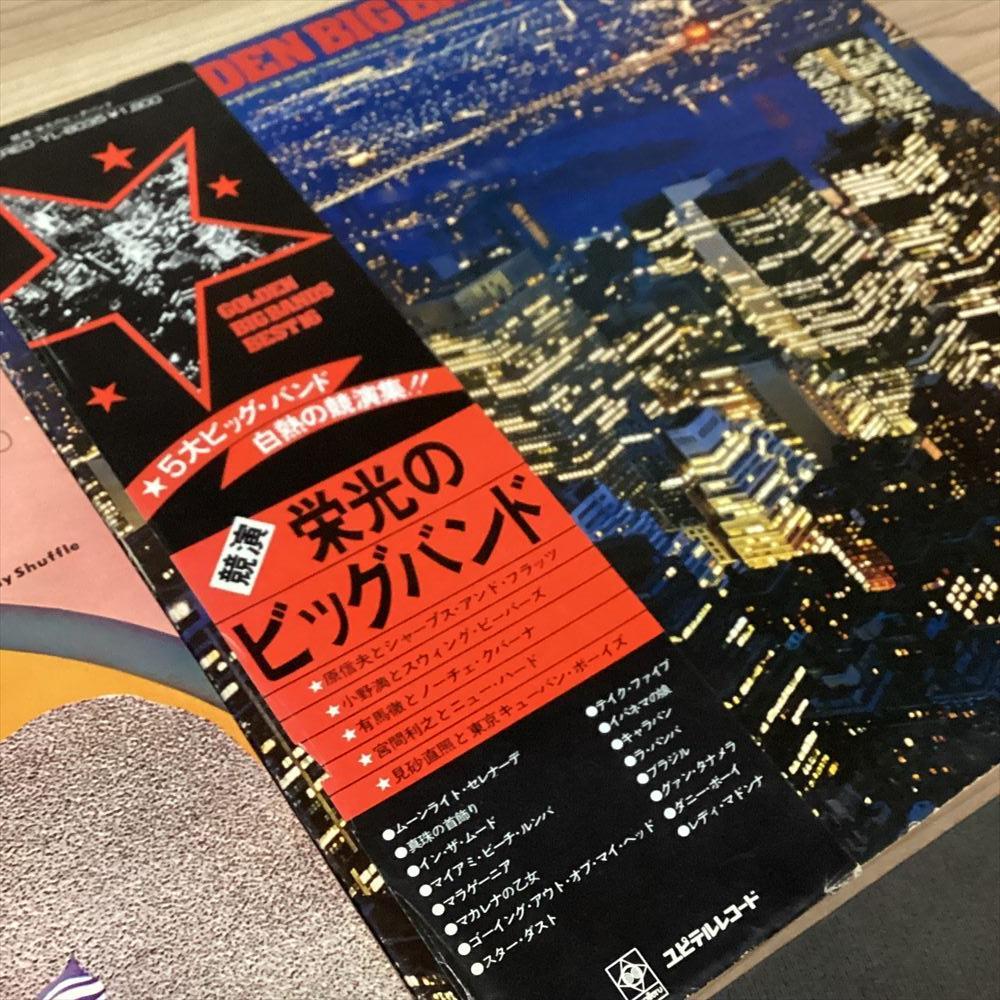 DEN BIG B
¥1,800
GOLDEN
BIG BANDS
BEST 16
★5大ビッグ・バンド
白熱の競演集!!
競演
栄光の
ビッグバンド
★原信夫とシャープス・アンド・フラッツ
★小野満とスウィング・ビーバーズ
★有馬徹とノーチェ・クバーナ
★宮間利之とニュー・ハード
★見砂直照と東京キューバン・ボーイズ
●ムーンライト・セレナーデ
●真珠の首飾り
●イン・ザ・ムード
●マイアミ・ビーチ・ルンバ
●マラゲーニア
●マカレナの乙女
●ゴーイング・アウト・オブ・マイ・ヘッド
●スター・ダスト
●テイク・ファイブ
●イパネマの娘
●キャラバン
●ラ・バンバ
●ブラジル
●グァンタナメラ
●ダニー・ボーイ
●レディ・マドンナ
ユピテルレコード
y Shuffle